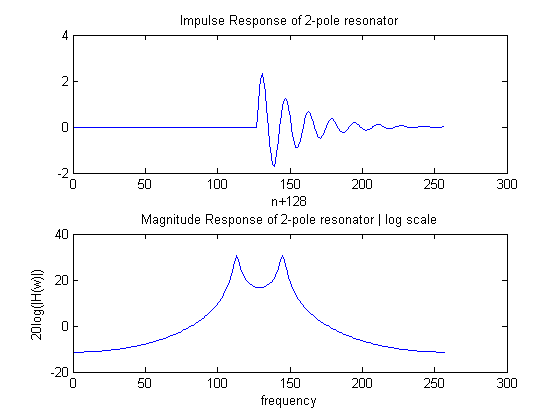 Impulse Response of 2-pole resonator
4
2
0
-2
0 50 100 150 200 250 300
n+128
Magnitude Response of 2-pole resonator | log scale
40
20
0
-20
20log(|H(w)|)
0 50 100 150 200 250 300
frequency